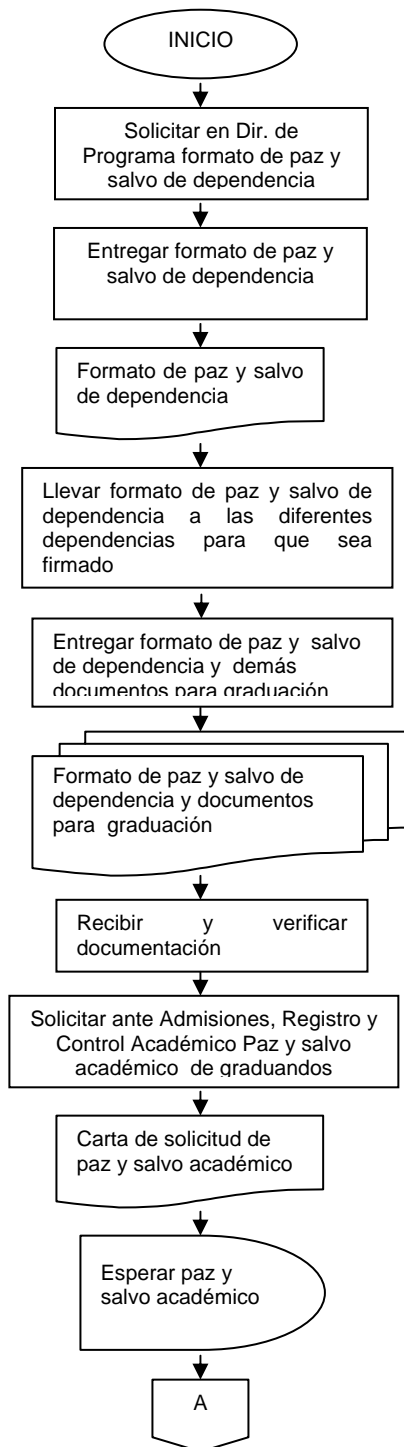 INICIO
Solicitar en Dir. de
Programa formato de paz y
salvo de dependencia
Entregar formato de paz y
salvo de dependencia
Formato de paz y salvo
de dependencia
Llevar formato de paz y salvo de
dependencia a las diferentes
dependencias para que sea
firmado
Entregar formato de paz y salvo
de dependencia y demás
documentos para graduación
Formato de paz y salvo de
dependencia y documentos
para graduación
Recibir y verificar
documentación
Solicitar ante Admisiones, Registro y
Control Académico Paz y salvo
académico de graduandos
Carta de solicitud de
paz y salvo académico
Esperar paz y
salvo académico
A